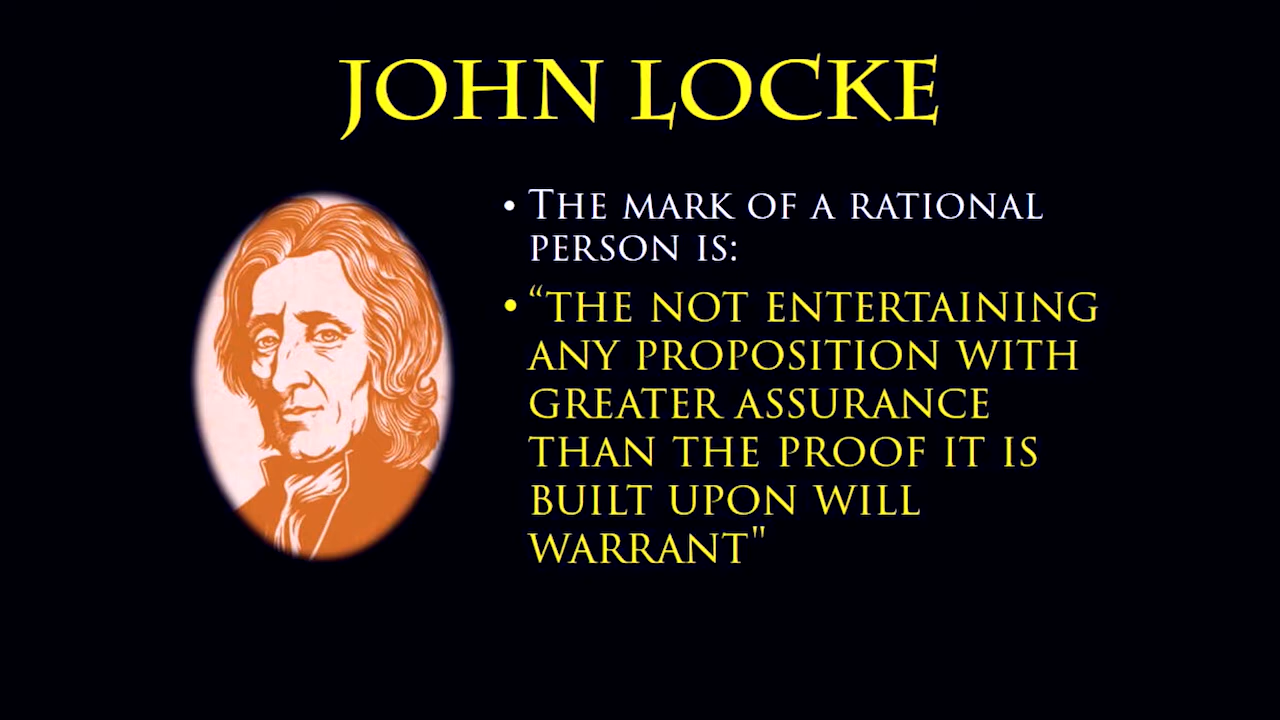 JOHN LOCKE
• THE MARK OF A RATIONAL
PERSON IS:
• “THE NOT ENTERTAINING
ANY PROPOSITION WITH
GREATER ASSURANCE
THAN THE PROOF IT IS
BUILT UPON WILL
WARRANT"